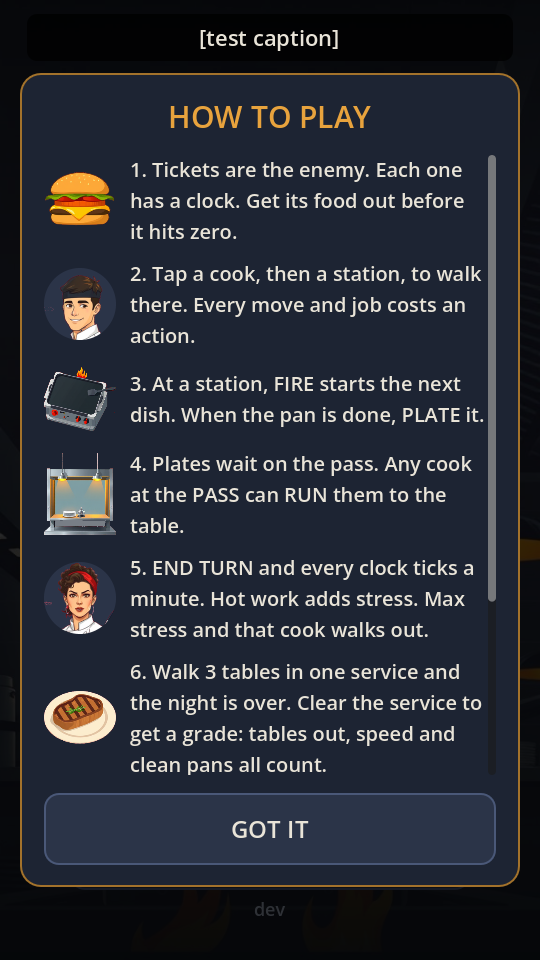 [test caption]
HOW TO PLAY
1. Tickets are the enemy. Each one
has a clock. Get its food out before
it hits zero.
2. Tap a cook, then a station, to walk
there. Every move and job costs an
action.
3. At a station, FIRE starts the next
dish. When the pan is done, PLATE it.
4. Plates wait on the pass. Any cook
at the PASS can RUN them to the
table.
5. END TURN and every clock ticks a
minute. Hot work adds stress. Max
stress and that cook walks out.
6. Walk 3 tables in one service and
the night is over. Clear the service to
get a grade: tables out, speed and
clean pans all count.
GOT IT
dev